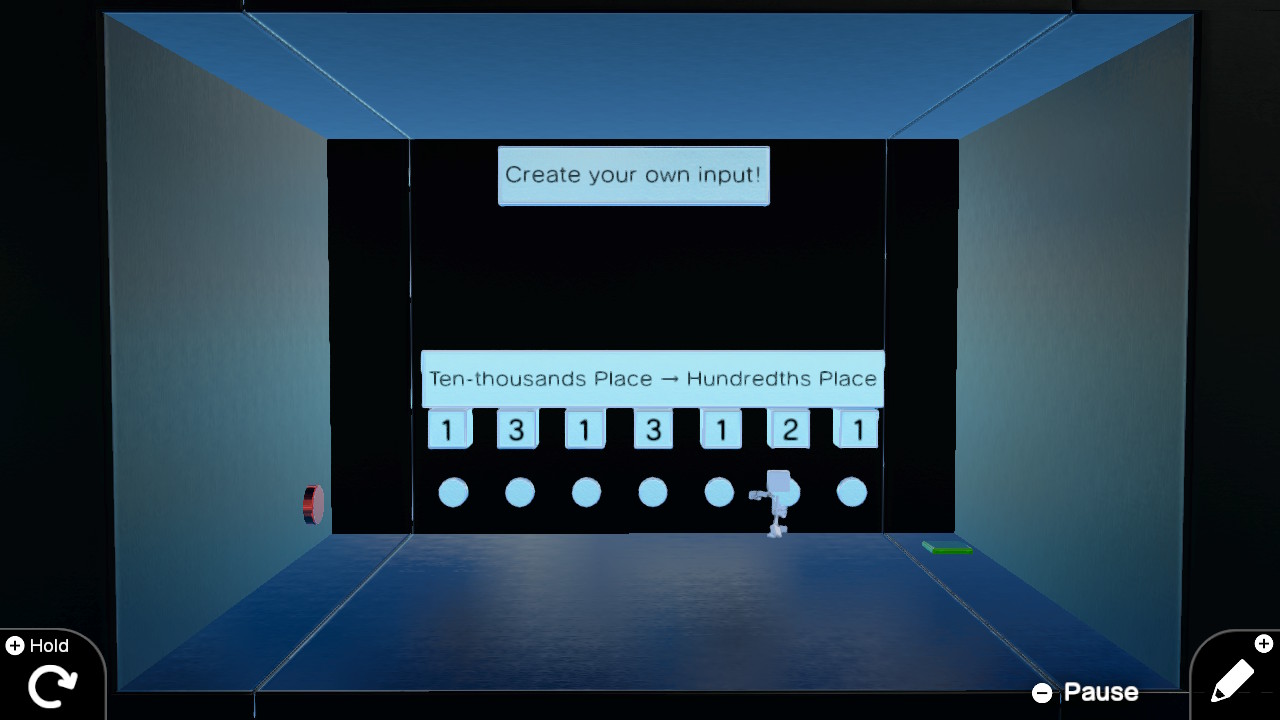 Create your own input!
Ten-thousands Place → Hundredths Place
1 3 1 3 1 2 1
Hold
Pause